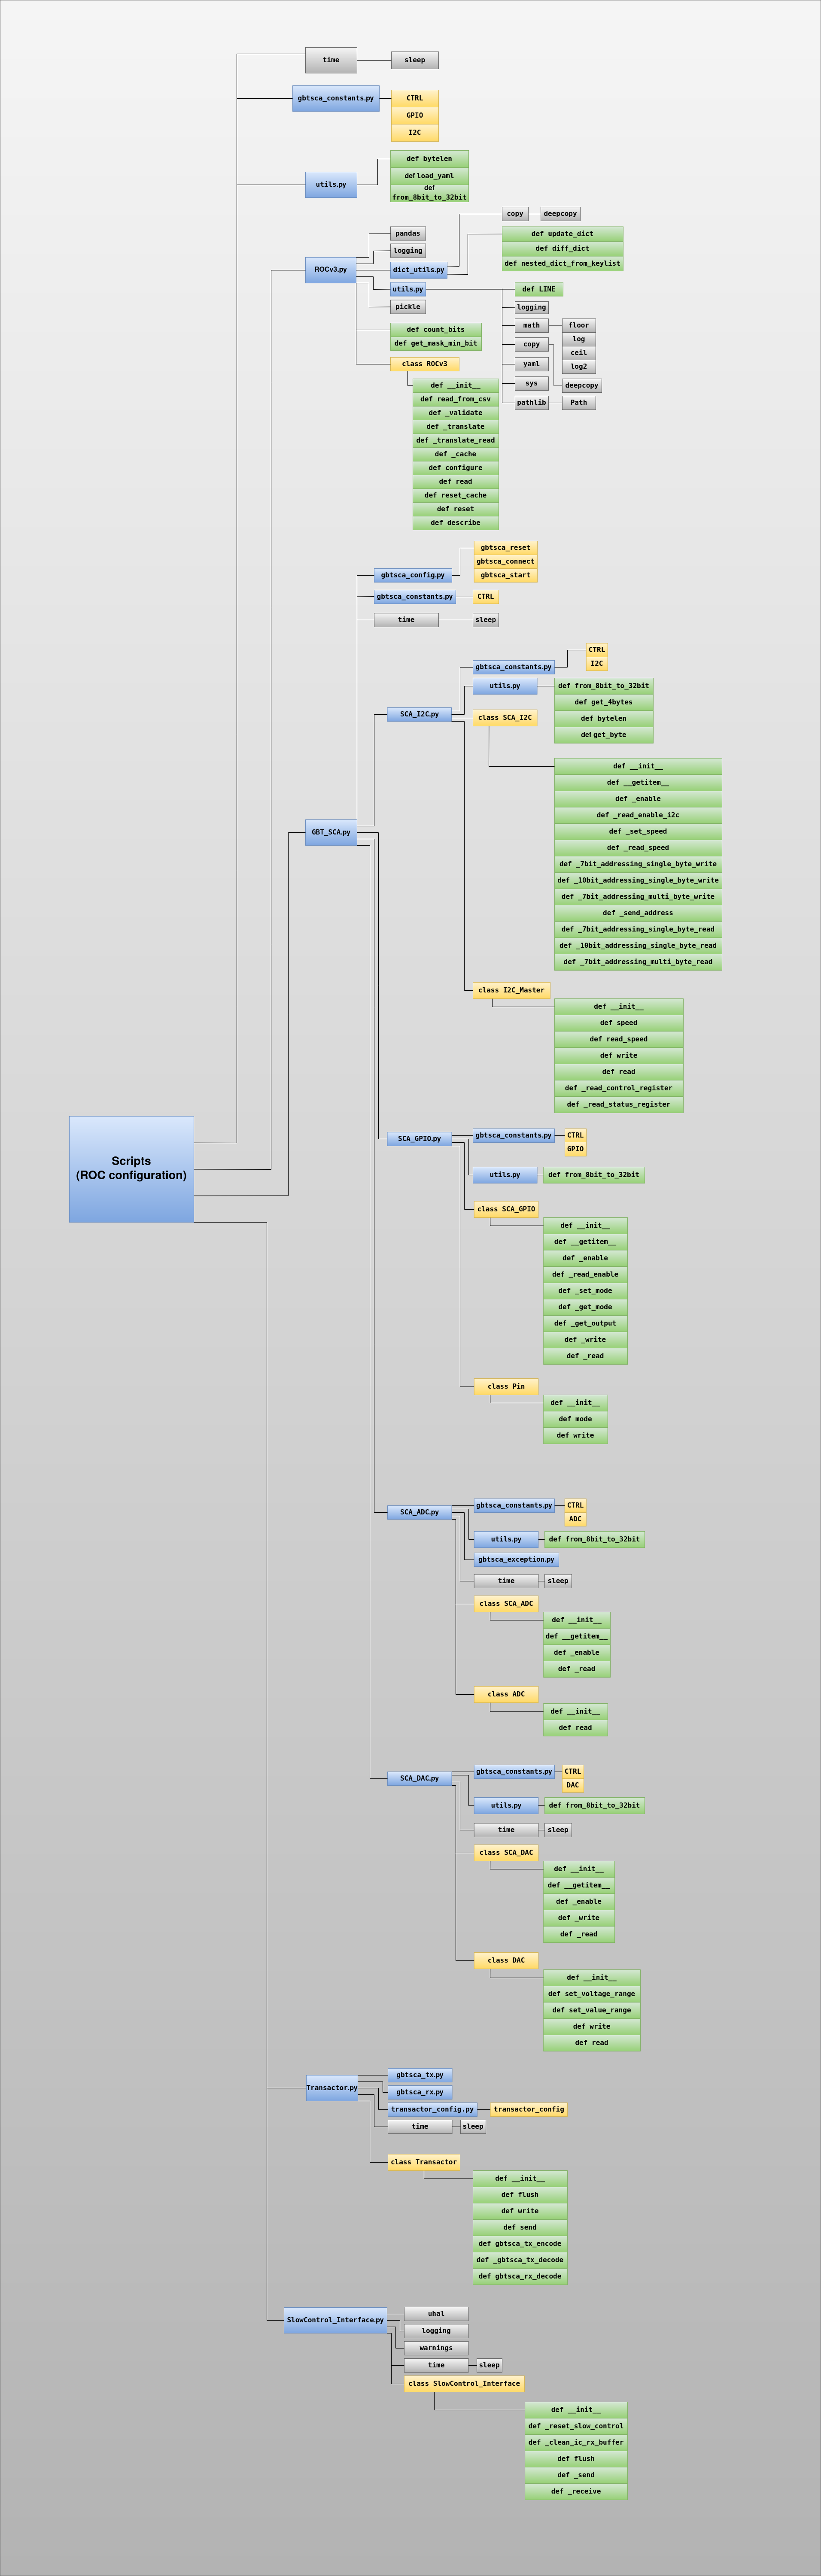 time
sleep
gbtsca_constants.py
CTRL
GPIO
I2C
utils.py
def bytelen
def load_yaml
def
from_8bit_to_32bit
ROCv3.py
pandas
logging
dict_utils.py
copy
deepcopy
def update_dict
def diff_dict
def nested_dict_from_keylist
utils.py
def LINE
logging
math
floor
log
ceil
log2
copy
deepcopy
yaml
sys
pathlib
Path
pickle
def count_bits
def get_mask_min_bit
class ROCv3
def __init__
def read_from_csv
def _validate
def _translate
def _translate_read
def _cache
def configure
def read
def reset_cache
def reset
def describe
Scripts
(ROC configuration)
GBT_SCA.py
gbtsca_config.py
gbtsca_reset
gbtsca_connect
gbtsca_start
gbtsca_constants.py
CTRL
time
sleep
SCA_I2C.py
gbtsca_constants.py
CTRL
I2C
utils.py
def from_8bit_to_32bit
def get_4bytes
def bytelen
def get_byte
class SCA_I2C
def __init__
def __getitem__
def _enable
def _read_enable_i2c
def _set_speed
def _read_speed
def _7bit_addressing_single_byte_write
def _10bit_addressing_single_byte_write
def _7bit_addressing_multi_byte_write
def _send_address
def _7bit_addressing_single_byte_read
def _10bit_addressing_single_byte_read
def _7bit_addressing_multi_byte_read
class I2C_Master
def __init__
def speed
def read_speed
def write
def read
def _read_control_register
def _read_status_register
SCA_GPIO.py
gbtsca_constants.py
CTRL
GPIO
utils.py
def from_8bit_to_32bit
class SCA_GPIO
def __init__
def __getitem__
def _enable
def _read_enable
def _set_mode
def _get_mode
def _get_output
def _write
def _read
class Pin
def __init__
def mode
def write
SCA_ADC.py
gbtsca_constants.py
CTRL
ADC
utils.py
def from_8bit_to_32bit
gbtsca_exception.py
time
sleep
class SCA_ADC
def __init__
def __getitem__
def _enable
def _read
class ADC
def __init__
def read
SCA_DAC.py
gbtsca_constants.py
CTRL
DAC
utils.py
def from_8bit_to_32bit
time
sleep
class SCA_DAC
def __init__
def __getitem__
def _enable
def _write
def _read
class DAC
def __init__
def set_voltage_range
def set_value_range
def write
def read
Transactor.py
gbtsca_tx.py
gbtsca_rx.py
transactor_config.py
transactor_config
time
sleep
class Transactor
def __init__
def flush
def write
def send
def gbtsca_tx_encode
def _gbtsca_tx_decode
def gbtsca_rx_decode
SlowControl_Interface.py
uhal
logging
warnings
time
sleep
class SlowControl_Interface
def __init__
def _reset_slow_control
def _clean_ic_rx_buffer
def flush
def _send
def _receive